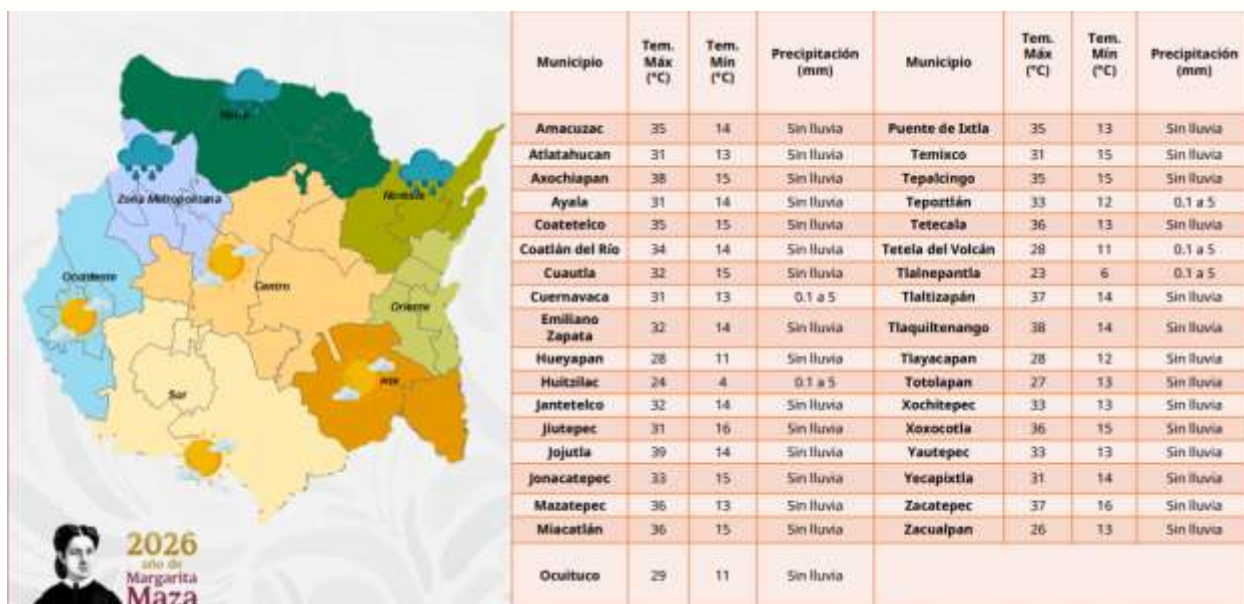 Norte
Zona Metropolitana
Noreste
Occidente
Centro
Oriente
Sur
2026
año de
Margarita
Maza
Municipio Tem. Máx (°C) Tem. Mín (°C) Precipitación (mm) Municipio Tem. Máx (°C) Tem. Mín (°C) Precipitación (mm)
Amacuzac 35 14 Sin lluvia Puente de Ixtla 35 13 Sin lluvia
Atlatahucan 31 13 Sin lluvia Temixco 31 15 Sin lluvia
Axochiapan 38 15 Sin lluvia Tepalcingo 35 15 Sin lluvia
Ayala 31 14 Sin lluvia Tepoztlán 33 12 0.1 a 5
Coatetelco 35 15 Sin lluvia Tetecala 36 13 Sin lluvia
Coatlán del Río 34 14 Sin lluvia Tetela del Volcán 28 11 0.1 a 5
Cuautla 32 15 Sin lluvia Tlalnepantla 23 6 0.1 a 5
Cuernavaca 31 13 0.1 a 5 Tlaltizapán 37 14 Sin lluvia
Emiliano Zapata 32 14 Sin lluvia Tlaquiltenango 38 14 Sin lluvia
Hueyapan 28 11 Sin lluvia Tlayacapan 28 12 Sin lluvia
Huitzilac 24 4 0.1 a 5 Totolapan 27 13 Sin lluvia
Jantetelco 32 14 Sin lluvia Xochitepec 33 13 Sin lluvia
Jiutepec 31 16 Sin lluvia Xoxocotla 36 15 Sin lluvia
Jojutla 39 14 Sin lluvia Yautepec 33 13 Sin lluvia
Jonacatepec 33 15 Sin lluvia Yecapixtla 31 14 Sin lluvia
Mazatepec 36 13 Sin lluvia Zacatepec 37 16 Sin lluvia
Miacatlán 36 15 Sin lluvia Zacualpan 26 13 Sin lluvia
Ocuituco 29 11 Sin lluvia